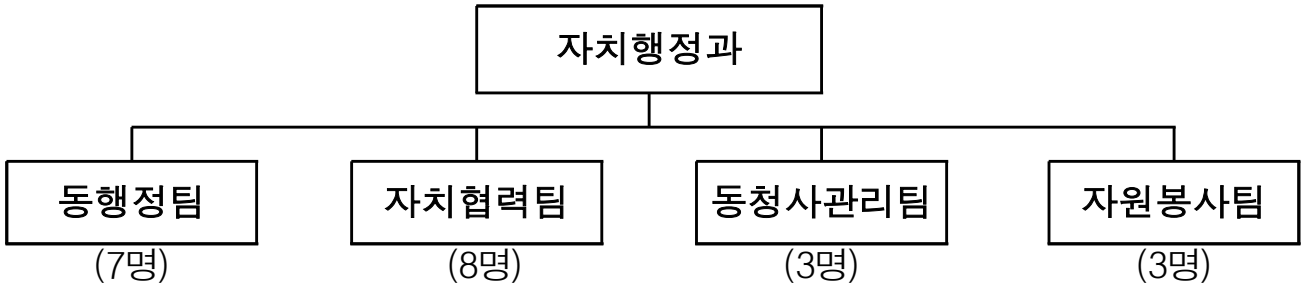 자치행정과
동행정팀 자치협력팀 동청사관리팀 자원봉사팀
(7명) (8명) (3명) (3명)